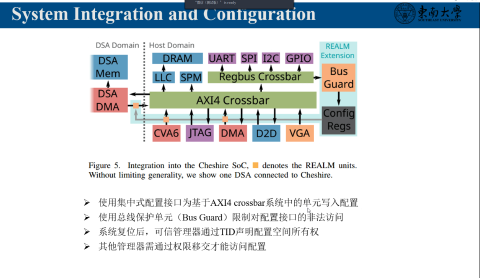 System Integration and Configuration
東南大學
DSA Domain
Host Domain
REALM
Extension
DSA
Mem
DRAM
UART
SPI
I2C
GPIO
LLC
SPM
Regbus Crossbar
Bus
Guard
DSA
DMA
AXI4 Crossbar
Config
Regs
CVA6
JTAG
DMA
D2D
VGA
Figure 5. Integration into the Cheshire SoC, denotes the REALM units.
Without limiting generality, we show one DSA connected to Cheshire.
使用集中式配置接口为基于AXI4 crossbar系统中的单元写入配置
使用总线保护单元（Bus Guard）限制对配置接口的非法访问
系统复位后，可信管理器通过TID声明配置空间所有权
其他管理器需通过权限移交才能访问配置